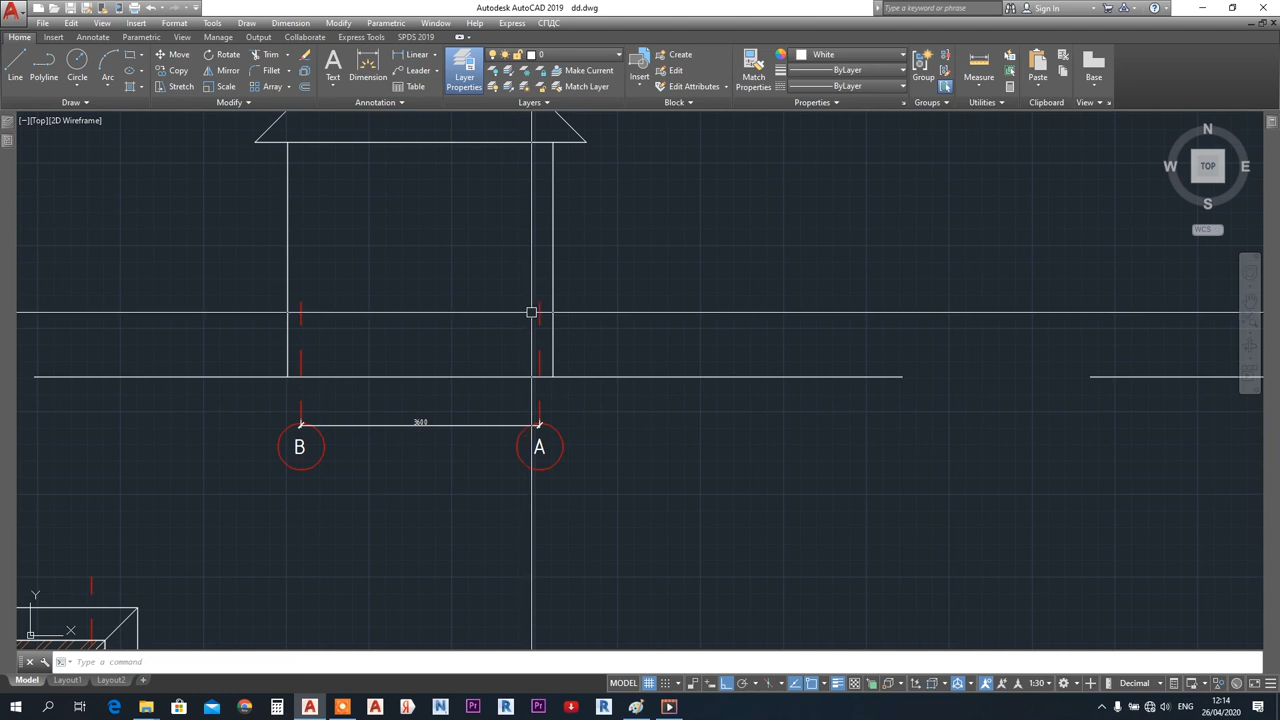 Autodesk AutoCAD 2019 dd.dwg
Type a keyword or phrase
Sign In
File Edit View Insert Format Tools Draw Dimension Modify Parametric Window Help Express СПДС
Home Insert Annotate Parametric View Manage Output Collaborate Express Tools SPDS 2019
Line Polyline Circle Arc
Move Rotate Trim
Copy Mirror Fillet
Stretch Scale Array
Text Dimension
Linear
Leader
Table
Layer Properties
0
Make Current
Match Layer
Insert
Create
Edit
Edit Attributes
Match Properties
White
ByLayer
ByLayer
Group
Measure
Paste
Base
Draw Modify Annotation Layers Block Properties Groups Utilities Clipboard View
[−][Top][2D Wireframe]
N
W TOP E
S
WCS
3600
B A
Y
X
Type a command
Model Layout1 Layout2 +
MODEL 1:30 Decimal
ENG
12:14
26/04/2020